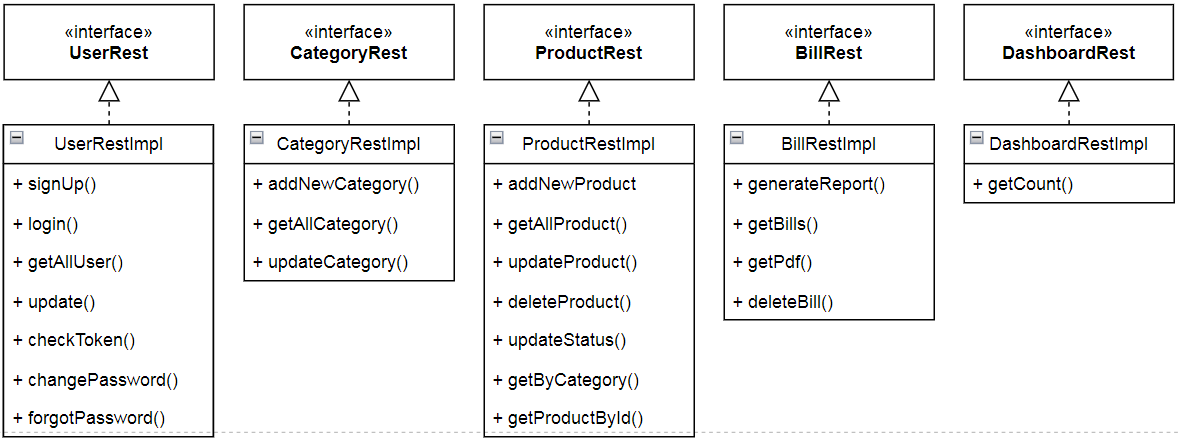 «interface»
UserRest
UserRestImpl
+ signUp()
+ login()
+ getAllUser()
+ update()
+ checkToken()
+ changePassword()
+ forgotPassword()
«interface»
CategoryRest
CategoryRestImpl
+ addNewCategory()
+ getAllCategory()
+ updateCategory()
«interface»
ProductRest
ProductRestImpl
+ addNewProduct
+ getAllProduct()
+ updateProduct()
+ deleteProduct()
+ updateStatus()
+ getByCategory()
+ getProductById()
«interface»
BillRest
BillRestImpl
+ generateReport()
+ getBills()
+ getPdf()
+ deleteBill()
«interface»
DashboardRest
DashboardRestImpl
+ getCount()